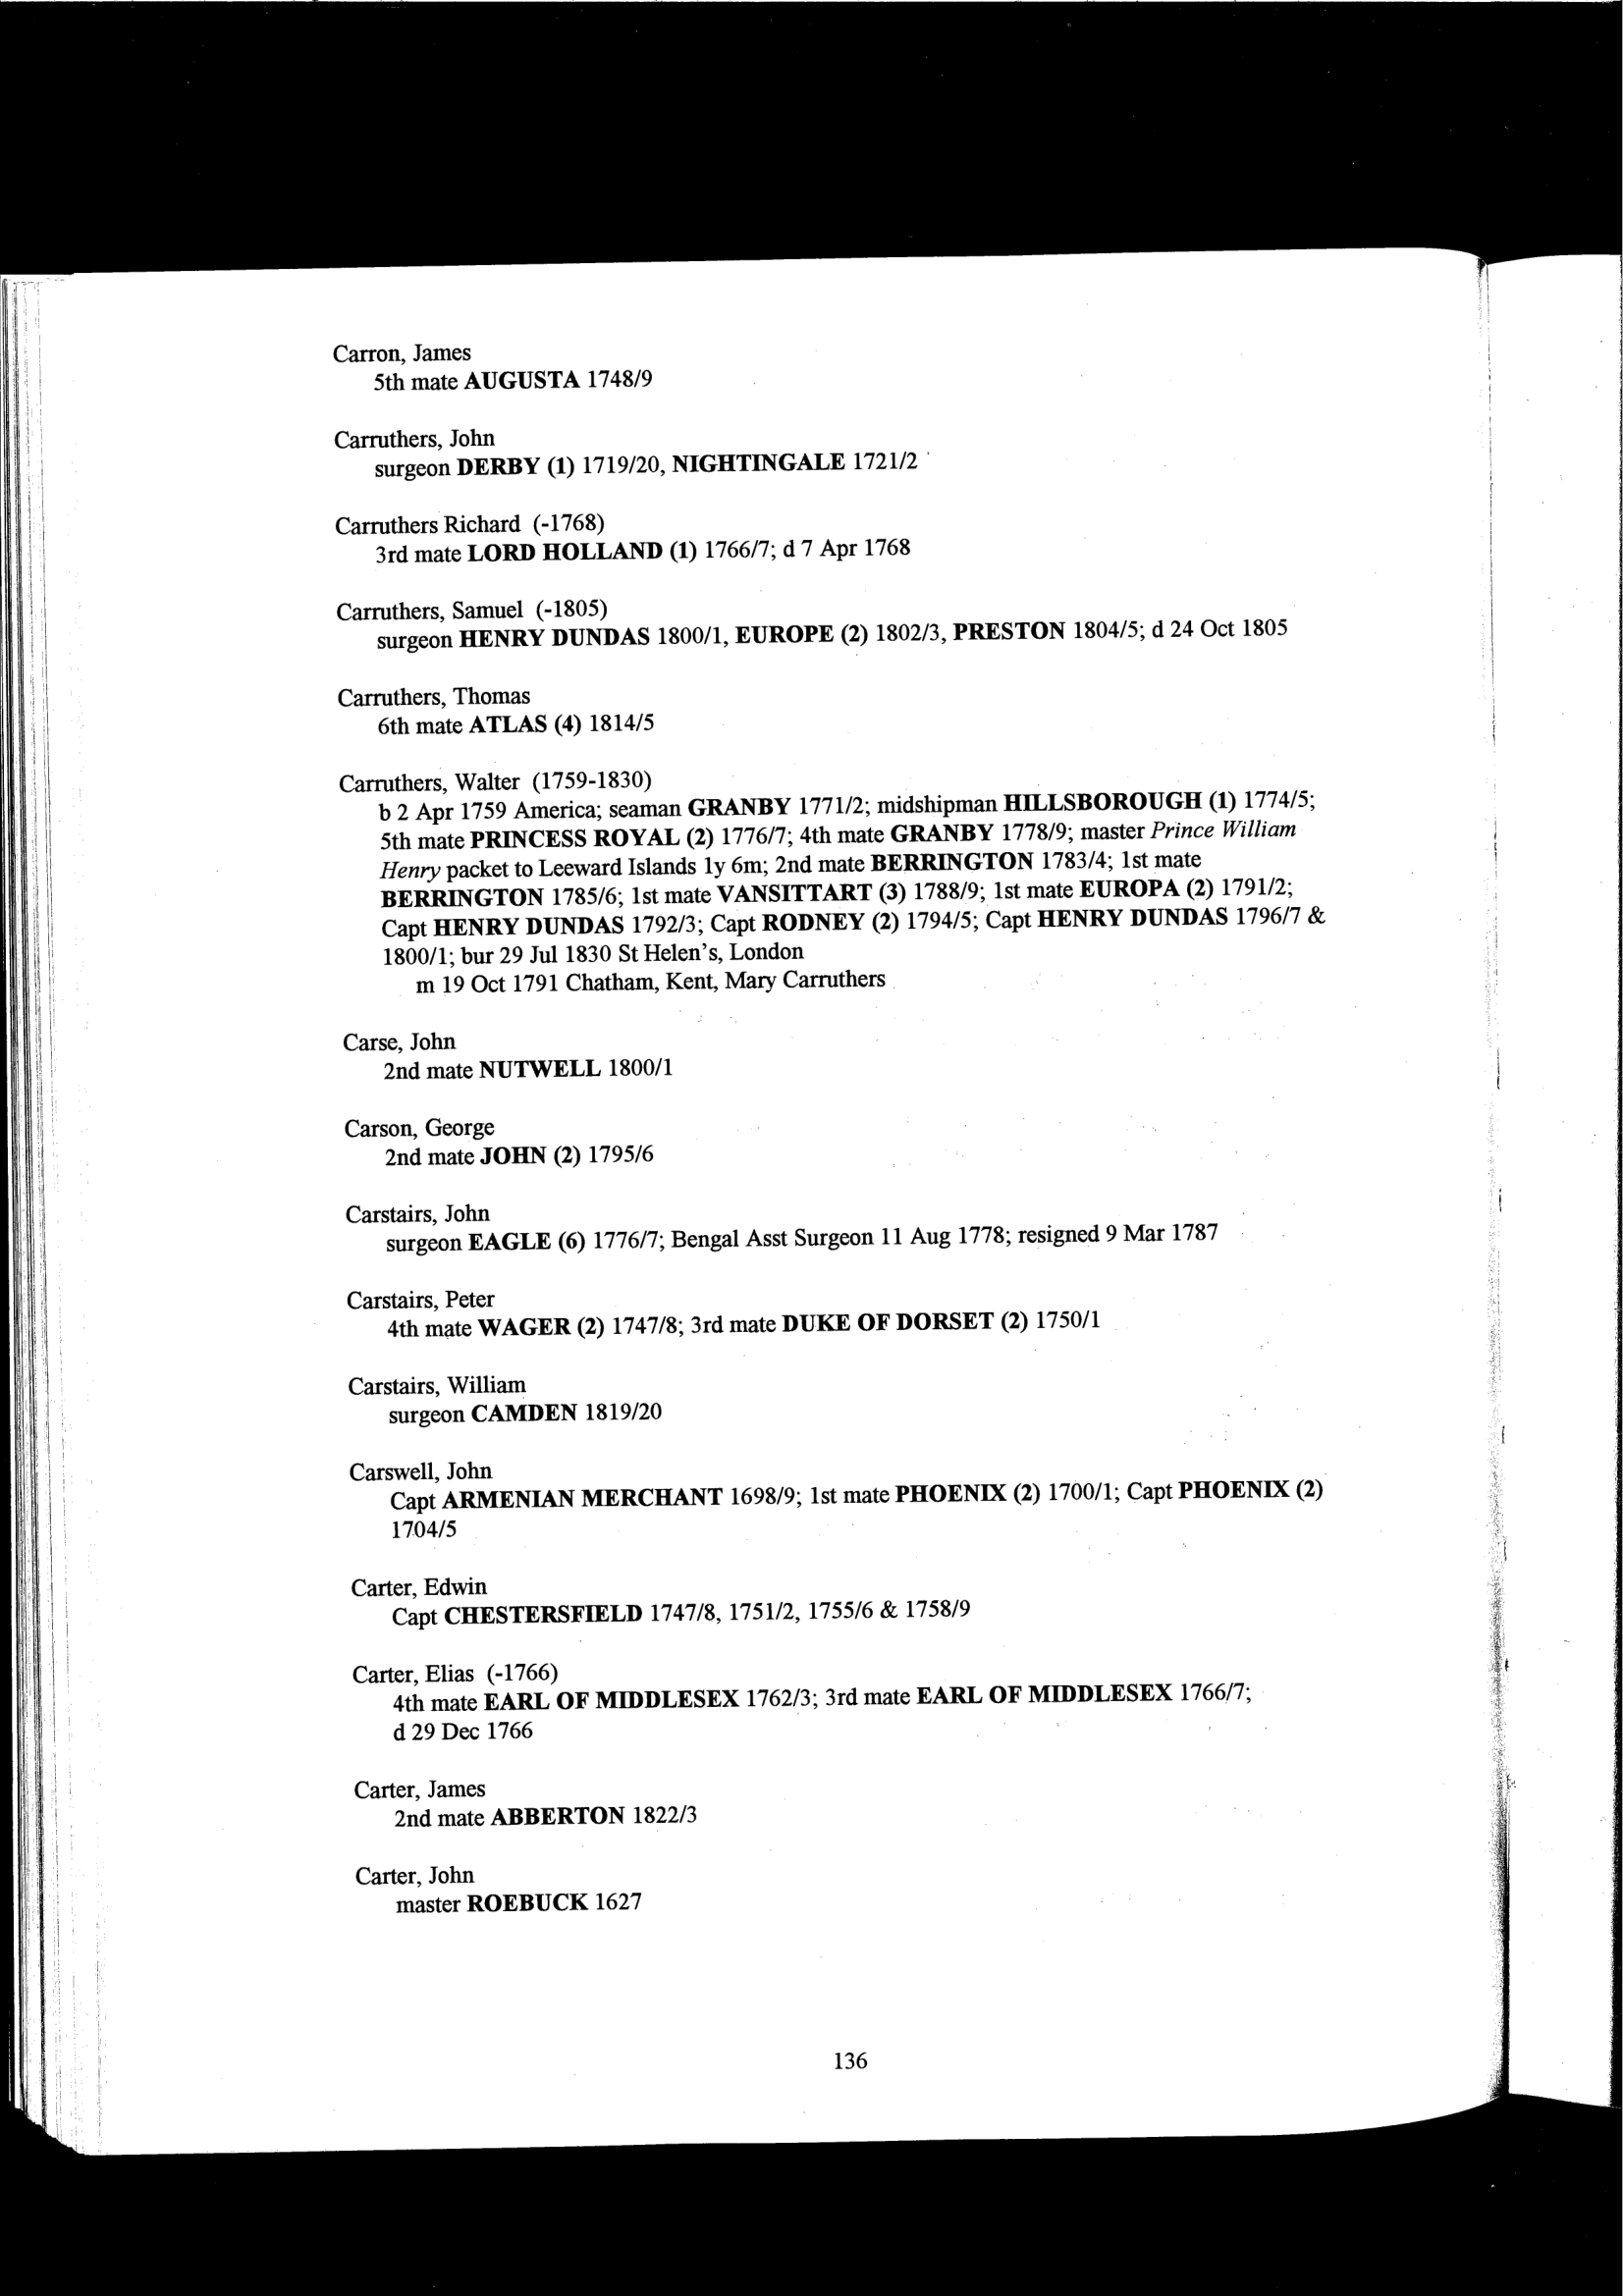 Carron, James
5th mate AUGUSTA 1748/9
Carruthers, John
surgeon DERBY (1) 1719/20, NIGHTINGALE 1721/2
Carruthers Richard (-1768)
3rd mate LORD HOLLAND (1) 1766/7; d 7 Apr 1768
Carruthers, Samuel (-1805)
surgeon HENRY DUNDAS 1800/1, EUROPE (2) 1802/3, PRESTON 1804/5; d 24 Oct 1805
Carruthers, Thomas
6th mate ATLAS (4) 1814/5
Carruthers, Walter (1759-1830)
b 2 Apr 1759 America; seaman GRANBY 1771/2; midshipman HILLSBOROUGH (1) 1774/5;
5th mate PRINCESS ROYAL (2) 1776/7; 4th mate GRANBY 1778/9; master Prince William
Henry packet to Leeward Islands 1y 6m; 2nd mate BERRINGTON 1783/4; 1st mate
BERRINGTON 1785/6; 1st mate VANSITTART (3) 1788/9; 1st mate EUROPA (2) 1791/2;
Capt HENRY DUNDAS 1792/3; Capt RODNEY (2) 1794/5; Capt HENRY DUNDAS 1796/7 &
1800/1; bur 29 Jul 1830 St Helen's, London
m 19 Oct 1791 Chatham, Kent, Mary Carruthers
Carse, John
2nd mate NUTWELL 1800/1
Carson, George
2nd mate JOHN (2) 1795/6
Carstairs, John
surgeon EAGLE (6) 1776/7; Bengal Asst Surgeon 11 Aug 1778; resigned 9 Mar 1787
Carstairs, Peter
4th mate WAGER (2) 1747/8; 3rd mate DUKE OF DORSET (2) 1750/1
Carstairs, William
surgeon CAMDEN 1819/20
Carswell, John
Capt ARMENIAN MERCHANT 1698/9; 1st mate PHOENIX (2) 1700/1; Capt PHOENIX (2)
1704/5
Carter, Edwin
Capt CHESTERSFIELD 1747/8, 1751/2, 1755/6 & 1758/9
Carter, Elias (-1766)
4th mate EARL OF MIDDLESEX 1762/3; 3rd mate EARL OF MIDDLESEX 1766/7;
d 29 Dec 1766
Carter, James
2nd mate ABBERTON 1822/3
Carter, John
master ROEBUCK 1627
136